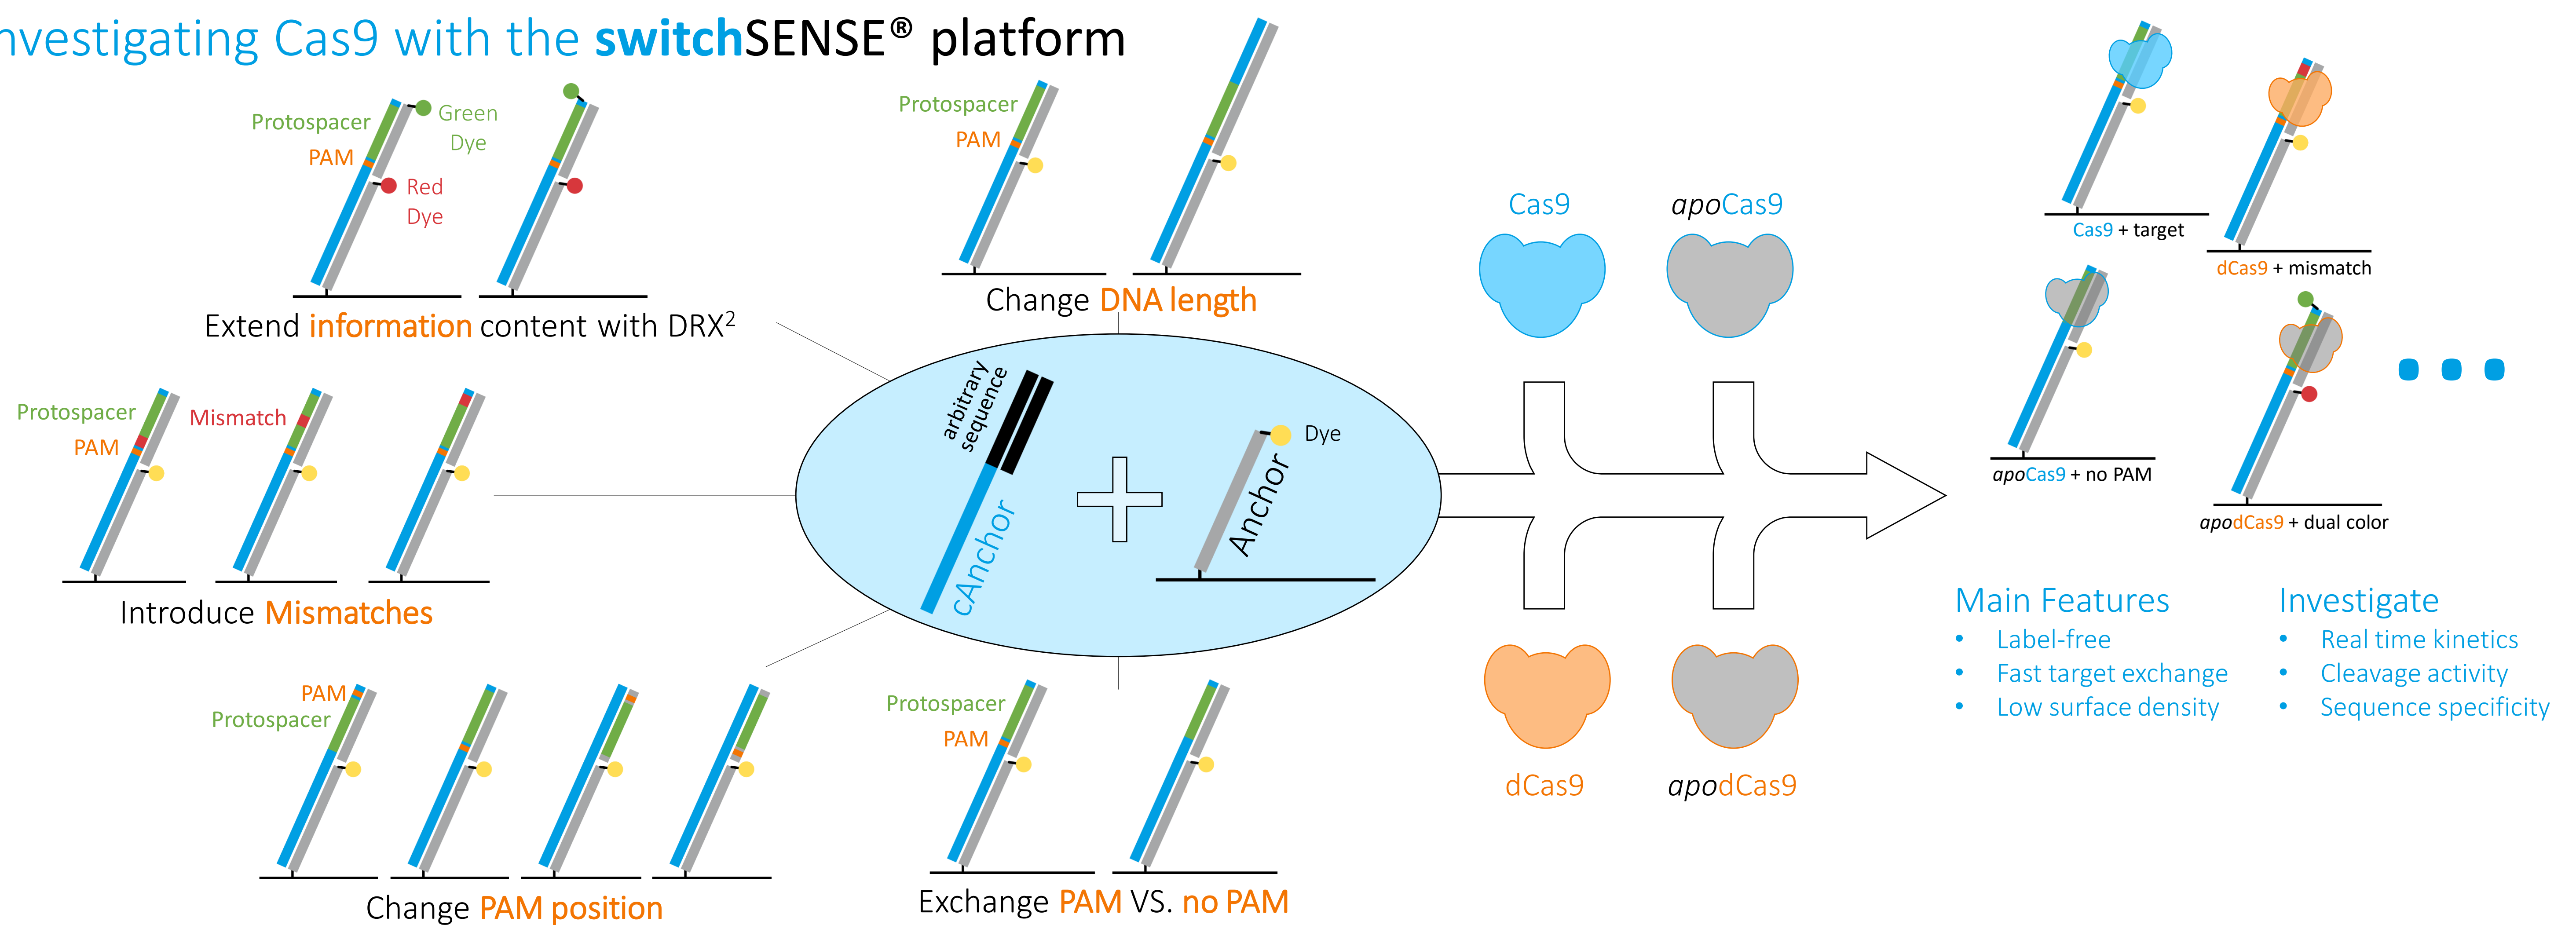 nvestigating Cas9 with the switchSENSE® platform
Protospacer
PAM
Green
Dye
Red
Dye
Extend information content with DRX²
Protospacer
PAM
Change DNA length
Protospacer
PAM
Mismatch
Introduce Mismatches
arbitrary
sequence
cAnchor
Anchor
Dye
PAM
Protospacer
Change PAM position
Protospacer
PAM
Exchange PAM VS. no PAM
Cas9
apoCas9
dCas9
apodCas9
Cas9 + target
dCas9 + mismatch
apoCas9 + no PAM
apodCas9 + dual color
Main Features
• Label-free
• Fast target exchange
• Low surface density
Investigate
• Real time kinetics
• Cleavage activity
• Sequence specificity